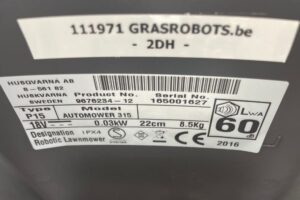 111971 GRASROBOTS.be
- 2DH -
HUSQVARNA AB
S-561 82
HUSKVARNA
SWEDEN
Product No.
9676234-12
Serial No.
165001627
Type
P15
Model
AUTOMOWER 315
18V
0.03kW
22cm
8.5Kg
Designation
IPX4
Robotic Lawnmower
CE
2016
LWA
60
dB